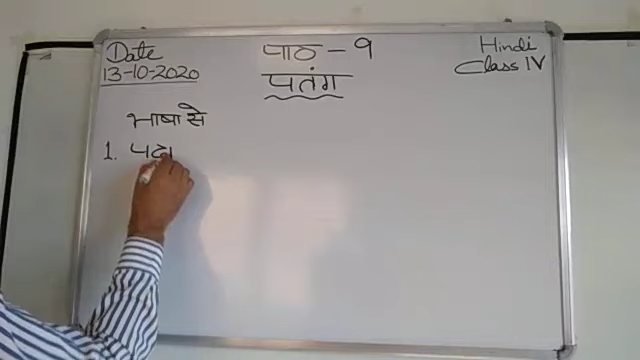 Date
13-10-2020
पाठ - 9
पतंग
Hindi
Class IV
भाषा से
1.